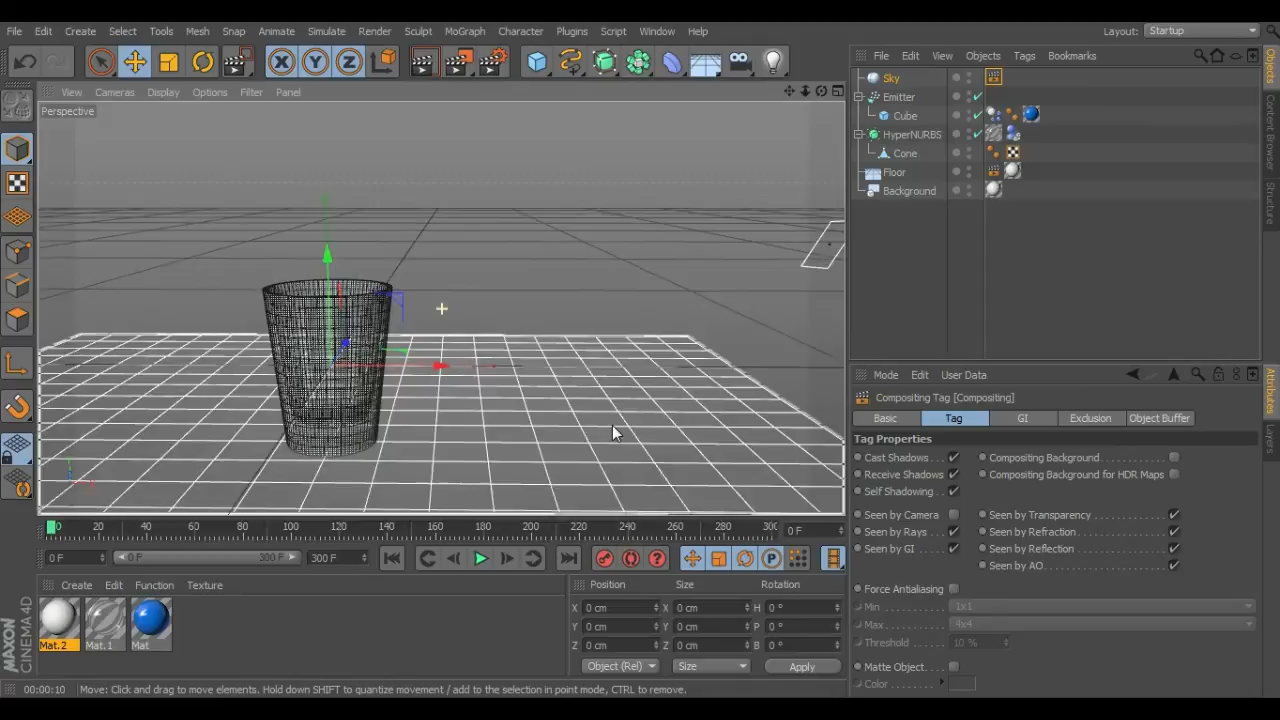 File Edit Create Select Tools Mesh Snap Animate Simulate Render Sculpt MoGraph Character Plugins Script Window Help Layout: Startup
File Edit View Objects Tags Bookmarks
View Cameras Display Options Filter Panel
Perspective
Sky
Emitter
Cube
HyperNURBS
Cone
Floor
Background
Objects
Content Browser
Structure
Mode Edit User Data
Compositing Tag [Compositing]
Basic Tag GI Exclusion Object Buffer
Tag Properties
Cast Shadows Compositing Background
Receive Shadows Compositing Background for HDR Maps
Self Shadowing
Seen by Camera Seen by Transparency
Seen by Rays Seen by Refraction
Seen by GI Seen by Reflection
Seen by AO
Force Antialiasing
Min 1x1
Max 4x4
Threshold 10 %
Matte Object
Color
Attributes
Layers
0 20 40 60 80 100 120 140 160 180 200 220 240 260 280 300 0 F
0 F 0 F 300 F 300 F
Create Edit Function Texture
Mat.2 Mat.1 Mat
Position Size Rotation
X 0 cm X 0 cm H 0 °
Y 0 cm Y 0 cm P 0 °
Z 0 cm Z 0 cm B 0 °
Object (Rel) Size Apply
MAXON
CINEMA 4D
00:00:10 Move: Click and drag to move elements. Hold down SHIFT to quantize movement / add to the selection in point mode, CTRL to remove.